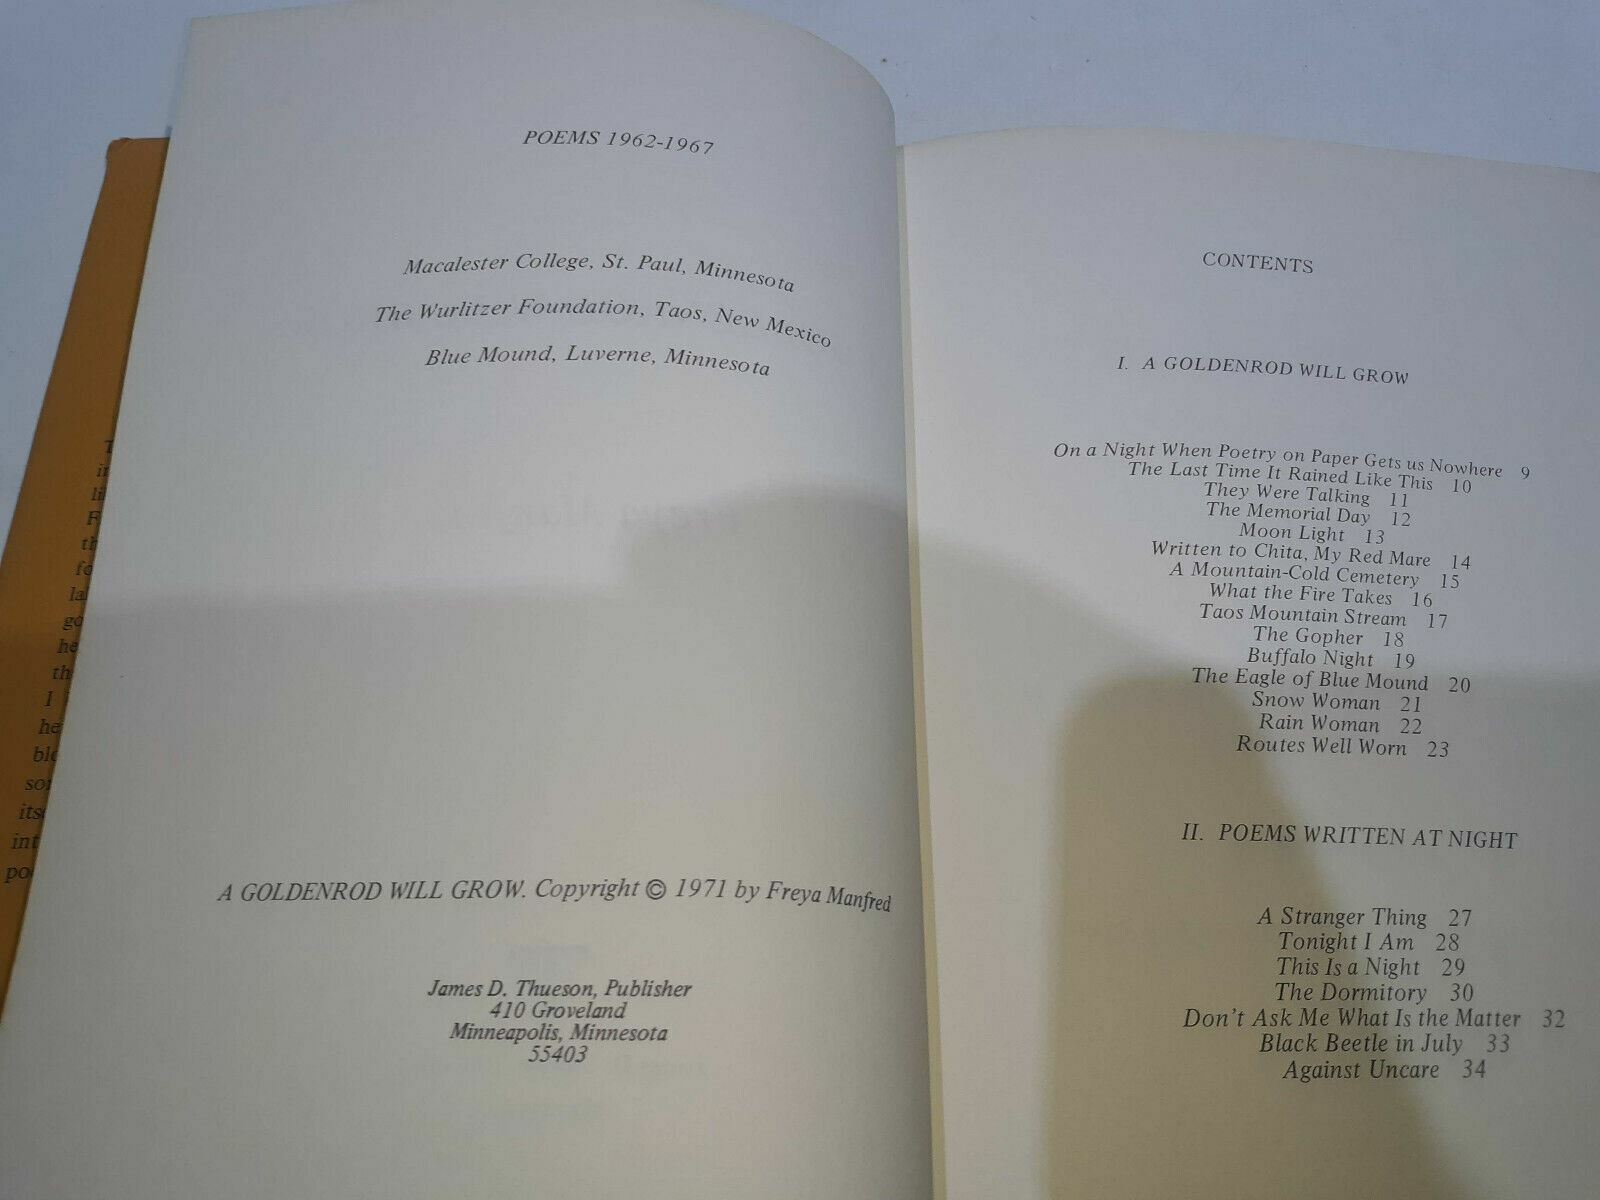 POEMS 1962-1967
Macalester College, St. Paul, Minnesota
The Wurlitzer Foundation, Taos, New Mexico
Blue Mound, Luverne, Minnesota
A GOLDENROD WILL GROW. Copyright © 1971 by Freya Manfred
James D. Thueson, Publisher
410 Groveland
Minneapolis, Minnesota
55403
CONTENTS
I. A GOLDENROD WILL GROW
On a Night When Poetry on Paper Gets us Nowhere 9
The Last Time It Rained Like This 10
They Were Talking 11
The Memorial Day 12
Moon Light 13
Written to Chita, My Red Mare 14
A Mountain-Cold Cemetery 15
What the Fire Takes 16
Taos Mountain Stream 17
The Gopher 18
Buffalo Night 19
The Eagle of Blue Mound 20
Snow Woman 21
Rain Woman 22
Routes Well Worn 23
II. POEMS WRITTEN AT NIGHT
A Stranger Thing 27
Tonight I Am 28
This Is a Night 29
The Dormitory 30
Don't Ask Me What Is the Matter 32
Black Beetle in July 33
Against Uncare 34